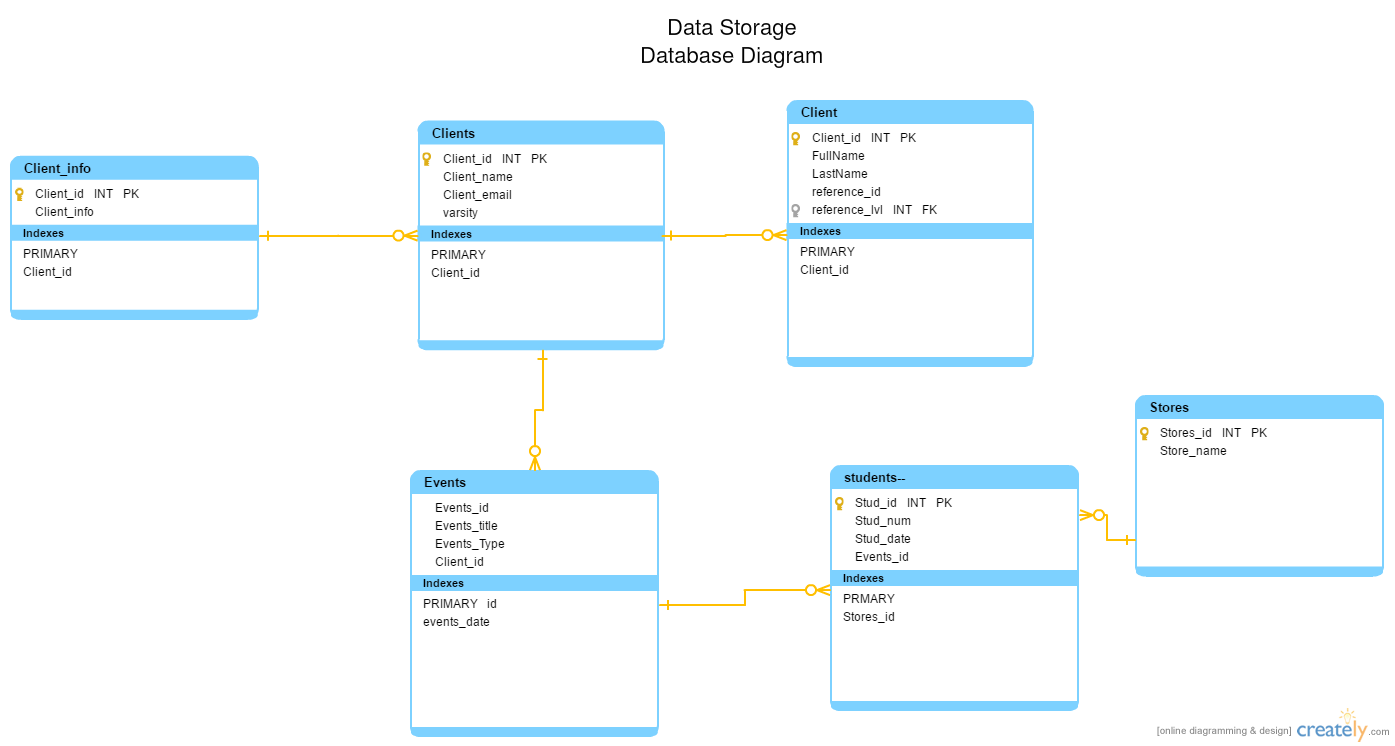 Data Storage
Database Diagram
Client_info
Client_id INT PK
Client_info
Indexes
PRIMARY
Client_id
Clients
Client_id INT PK
Client_name
Client_email
varsity
Indexes
PRIMARY
Client_id
Client
Client_id INT PK
FullName
LastName
reference_id
reference_lvl INT FK
Indexes
PRIMARY
Client_id
Events
Events_id
Events_title
Events_Type
Client_id
Indexes
PRIMARY id
events_date
students--
Stud_id INT PK
Stud_num
Stud_date
Events_id
Indexes
PRMARY
Stores_id
Stores
Stores_id INT PK
Store_name
[online diagramming & design] creately.com